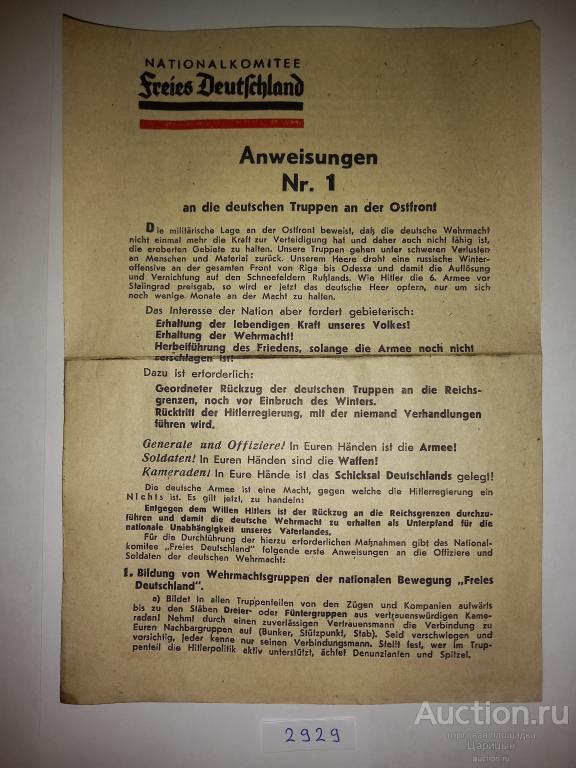 NATIONALKOMITEE
Freies Deutschland
Anweisungen
Nr. 1
an die deutschen Truppen an der Ostfront
Die militärische Lage an der Ostfront beweist, daß die deutsche Wehrmacht
nicht einmal mehr die Kraft zur Verteidigung hat und daher auch nicht fähig ist,
die eroberten Gebiete zu halten. Unsere Truppen gehen unter schweren Verlusten
an Menschen und Material zurück. Unserem Heere droht eine russische Winter-
offensive an der gesamten Front von Riga bis Odessa und damit die Auflösung
und Vernichtung auf den Schneefeldern Rußlands. Wie Hitler die 6. Armee vor
Stalingrad preisgab, so wird er jetzt das deutsche Heer opfern, nur um sich
noch wenige Monate an der Macht zu halten.
Das Interesse der Nation aber fordert gebieterisch:
Erhaltung der lebendigen Kraft unseres Volkes!
Erhaltung der Wehrmacht!
Herbeiführung des Friedens, solange die Armee noch nicht
zerschlagen ist!
Dazu ist erforderlich:
Geordneter Rückzug der deutschen Truppen an die Reichs-
grenzen, noch vor Einbruch des Winters.
Rücktritt der Hitlerregierung, mit der niemand Verhandlungen
führen wird.
Generale und Offiziere! In Euren Händen ist die Armee!
Soldaten! In Euren Händen sind die Waffen!
Kameraden! In Eure Hände ist das Schicksal Deutschlands gelegt!
Die deutsche Armee ist eine Macht, gegen welche die Hitlerregierung ein
Nichts ist. Es gilt jetzt, zu handeln:
Entgegen dem Willen Hitlers ist der Rückzug an die Reichsgrenzen durchzu-
führen und damit die deutsche Wehrmacht zu erhalten als Unterpfand für die
nationale Unabhängigkeit unseres Vaterlandes.
Für die Durchführung der hierzu erforderlichen Maßnahmen gibt das National-
komitee „Freies Deutschland" folgende erste Anweisungen an die Offiziere und
Soldaten der deutschen Wehrmacht:
1. Bildung von Wehrmachtsgruppen der nationalen Bewegung „Freies
Deutschland".
a) Bildet in allen Truppenteilen von den Zügen und Kompanien aufwärts
bis zu den Stäben Dreier- oder Füntergruppen aus vertrauenswürdigen Kame-
raden! Nehmt durch einen zuverlässigen Vertrauensmann die Verbindung zu
Euren Nachbargruppen auf (Bunker, Stützpunkt, Stab). Seid verschwiegen und
vorsichtig, jeder kenne nur seinen Verbindungsmann. Stellt fest, wer im Trup-
penteil die Hitlerpolitik aktiv unterstützt, ächtet Denunzianten und Spitzel.
2929
Auction.ru
торговая площадка
Царицын
auction.ru